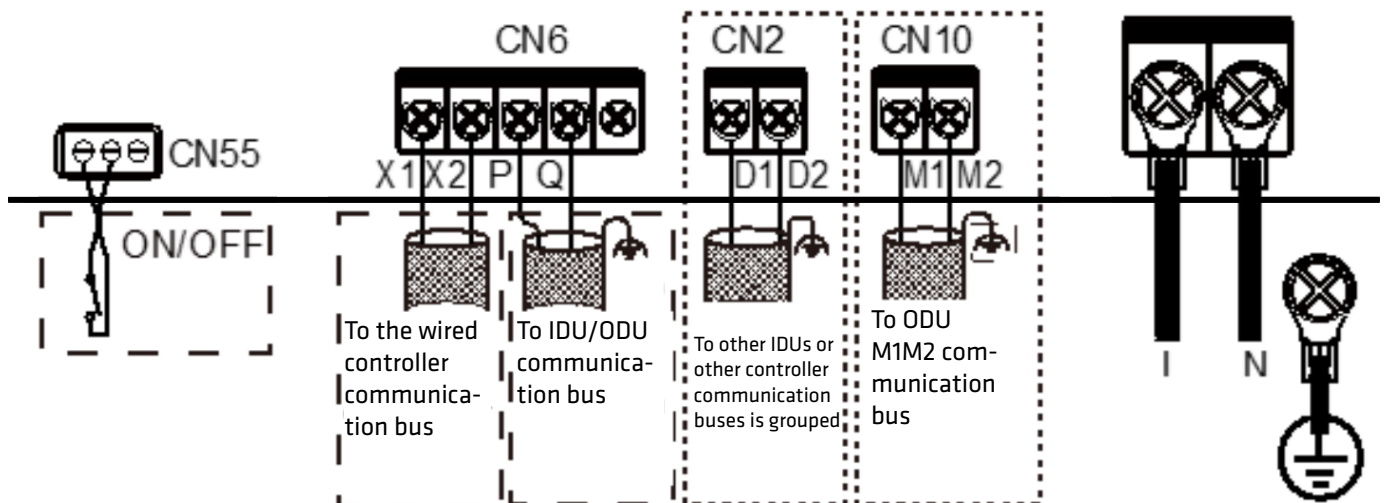 CN6
CN2
CN10
CN55
X1 X2 P Q
D1 D2
M1 M2
ON/OFF
To the wired
controller
communica-
tion bus
To IDU/ODU
communica-
tion bus
To other IDUs or
other controller
communication
buses is grouped
To ODU
M1M2 com-
munication
bus
I
N